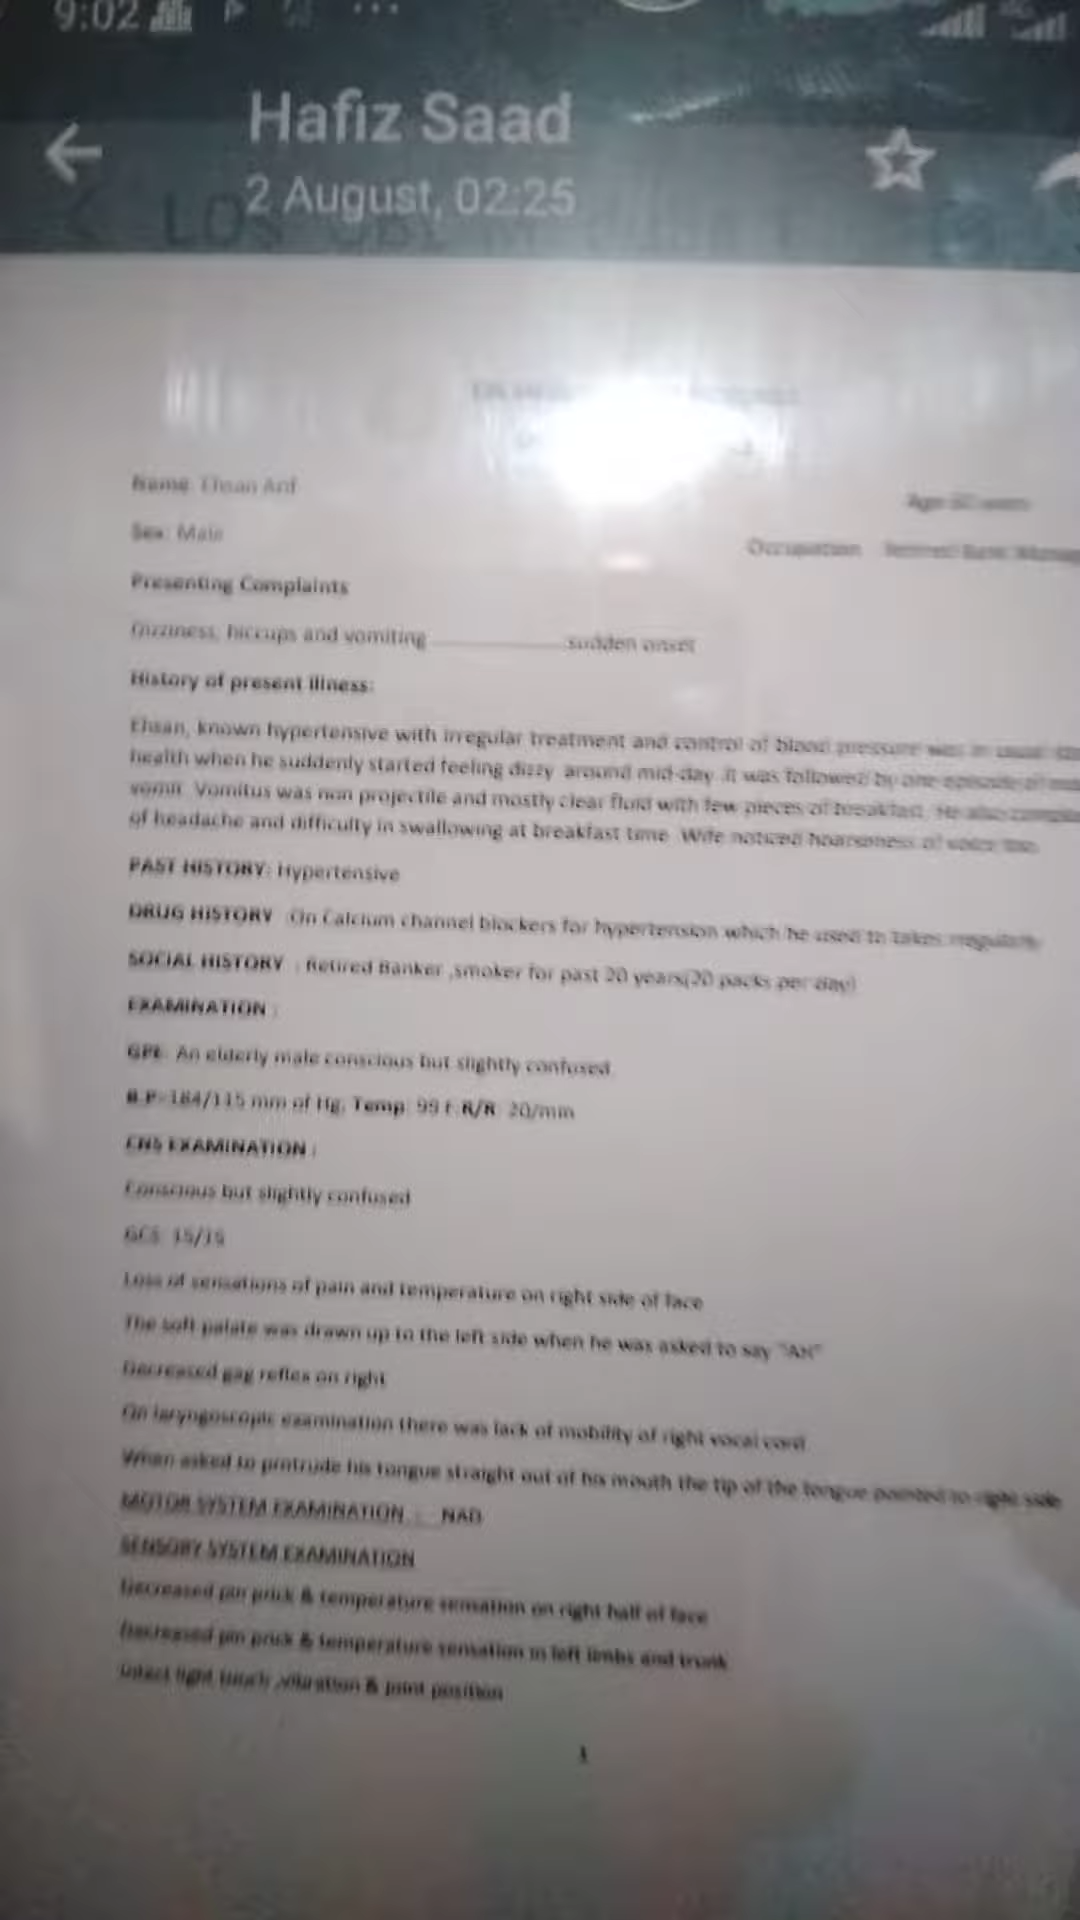 9:02
Hafiz Saad
2 August, 02:25
Name: Ehsan Arif
Age: 60 years
Sex: Male
Occupation
Presenting Complaints
Dizziness, hiccups and vomiting ________ sudden onset
History of present illness:
Ehsan, known hypertensive with irregular treatment and control of blood pressure was in usual
health when he suddenly started feeling dizzy around mid-day. It was followed by one episode of
vomit. Vomitus was non projectile and mostly clear fluid with few pieces of breakfast. He also
of headache and difficulty in swallowing at breakfast time. Wife noticed hoarseness of voice too.
PAST HISTORY: Hypertensive
DRUG HISTORY : On Calcium channel blockers for hypertension which he used to takes irregularly
SOCIAL HISTORY : Retired Banker ,smoker for past 20 years(20 packs per day)
EXAMINATION :
GPE: An elderly male conscious but slightly confused
B.P-184/115 mm of Hg, Temp: 99 F, R/R: 20/min
CNS EXAMINATION :
Conscious but slightly confused
GCS: 15/15
Loss of sensations of pain and temperature on right side of face
The soft palate was drawn up to the left side when he was asked to say "AH"
Decreased gag reflex on right
On laryngoscopic examination there was lack of mobility of right vocal cord
When asked to protrude his tongue straight out of his mouth the tip of the tongue pointed to right side
MOTOR SYSTEM EXAMINATION : NAD
SENSORY SYSTEM EXAMINATION
Decreased pin prick & temperature sensation on right half of face
Decreased pin prick & temperature sensation in left limbs and trunk
Intact light touch ,vibration & joint position
1